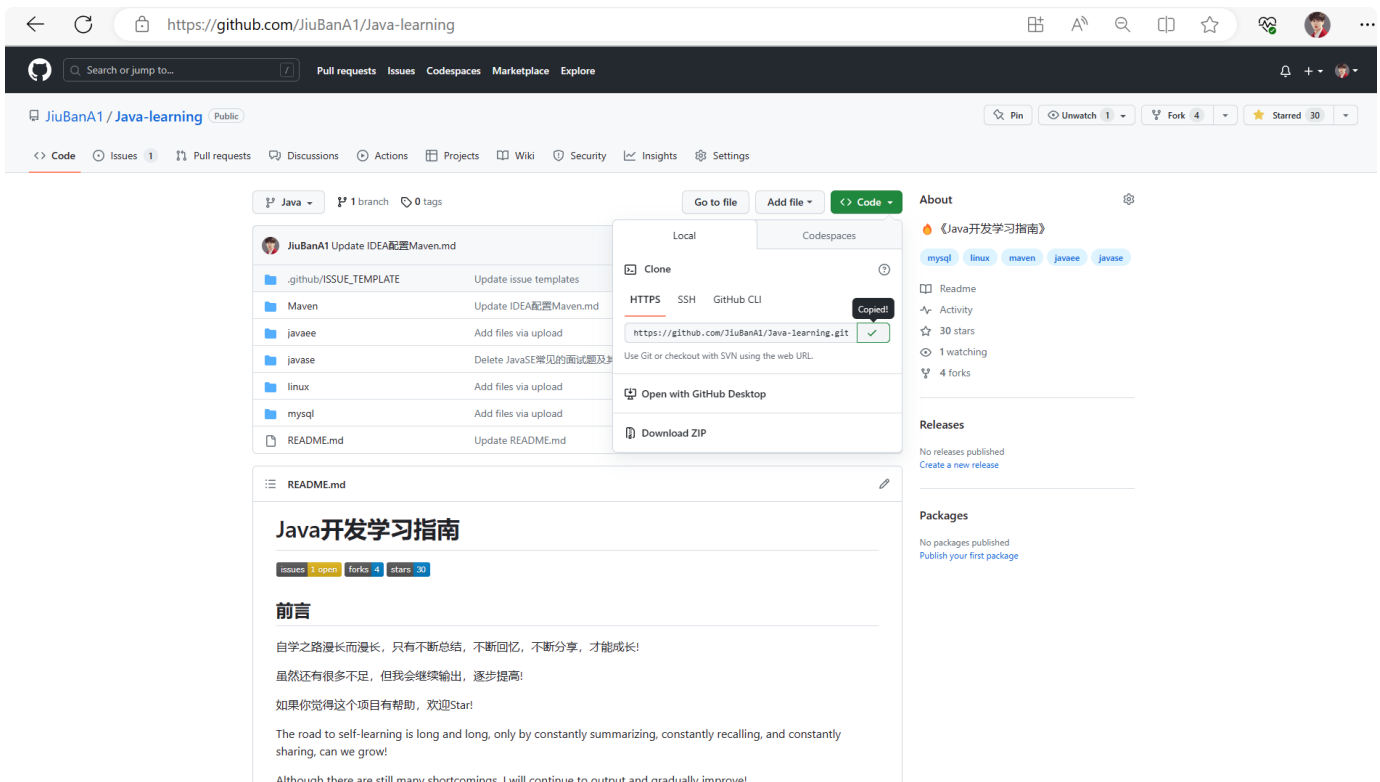 https://github.com/JiuBanA1/Java-learning
Search or jump to... /
Pull requests Issues Codespaces Marketplace Explore
JiuBanA1 / Java-learning Public
Pin Unwatch 1 Fork 4 Starred 30
Code Issues 1 Pull requests Discussions Actions Projects Wiki Security Insights Settings
Java 1 branch 0 tags Go to file Add file Code
JiuBanA1 Update IDEA配置Maven.md
.github/ISSUE_TEMPLATE Update issue templates
Maven Update IDEA配置Maven.md
javaee Add files via upload
javase Delete JavaSE常见的面试题及
linux Add files via upload
mysql Add files via upload
README.md Update README.md
Local Codespaces
Clone
HTTPS SSH GitHub CLI
Copied!
https://github.com/JiuBanA1/Java-learning.git
Use Git or checkout with SVN using the web URL.
Open with GitHub Desktop
Download ZIP
README.md
Java开发学习指南
issues 1 open forks 4 stars 30
前言
自学之路漫长而漫长，只有不断总结，不断回忆，不断分享，才能成长!
虽然还有很多不足，但我会继续输出，逐步提高!
如果你觉得这个项目有帮助，欢迎Star!
The road to self-learning is long and long, only by constantly summarizing, constantly recalling, and constantly
sharing, can we grow!
Although there are still many shortcomings, I will continue to output and gradually improve!
About
《Java开发学习指南》
mysql linux maven javaee javase
Readme
Activity
30 stars
1 watching
4 forks
Releases
No releases published
Create a new release
Packages
No packages published
Publish your first package